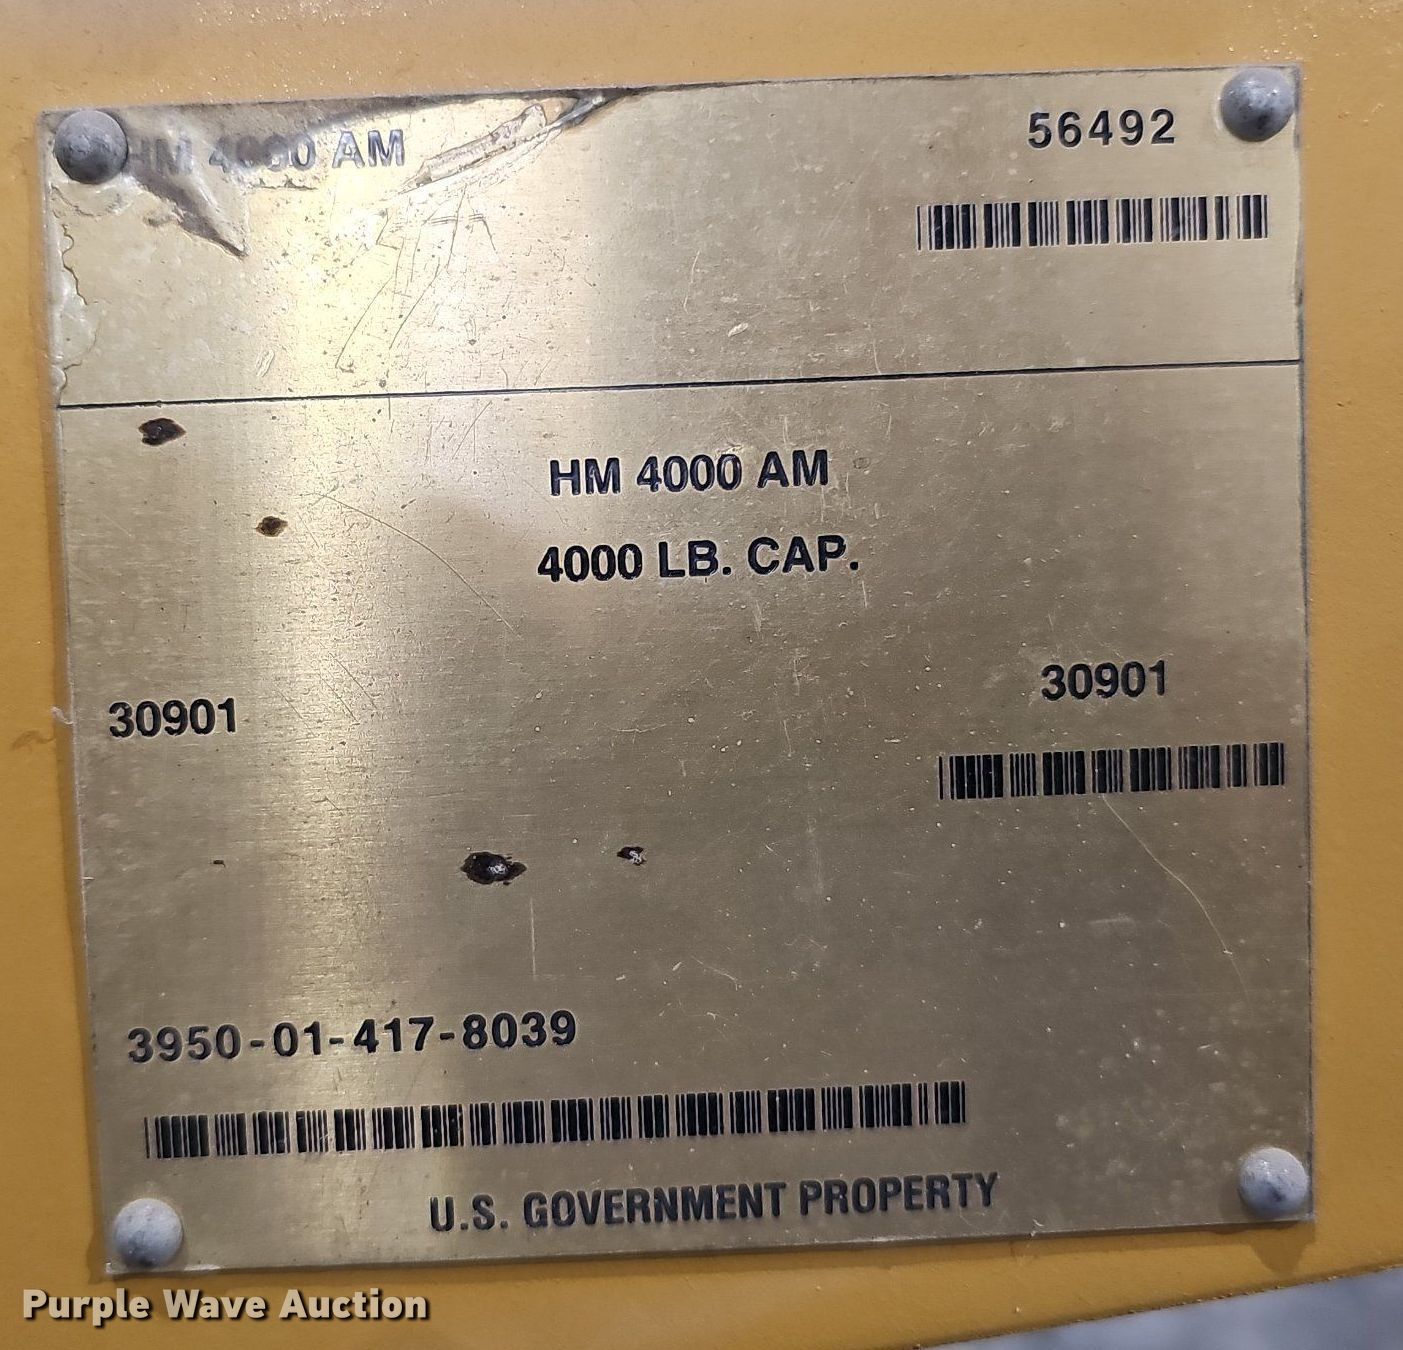 HM 4000 AM
56492
HM 4000 AM
4000 LB. CAP.
30901
30901
3950-01-417-8039
U.S. GOVERNMENT PROPERTY
Purple Wave Auction